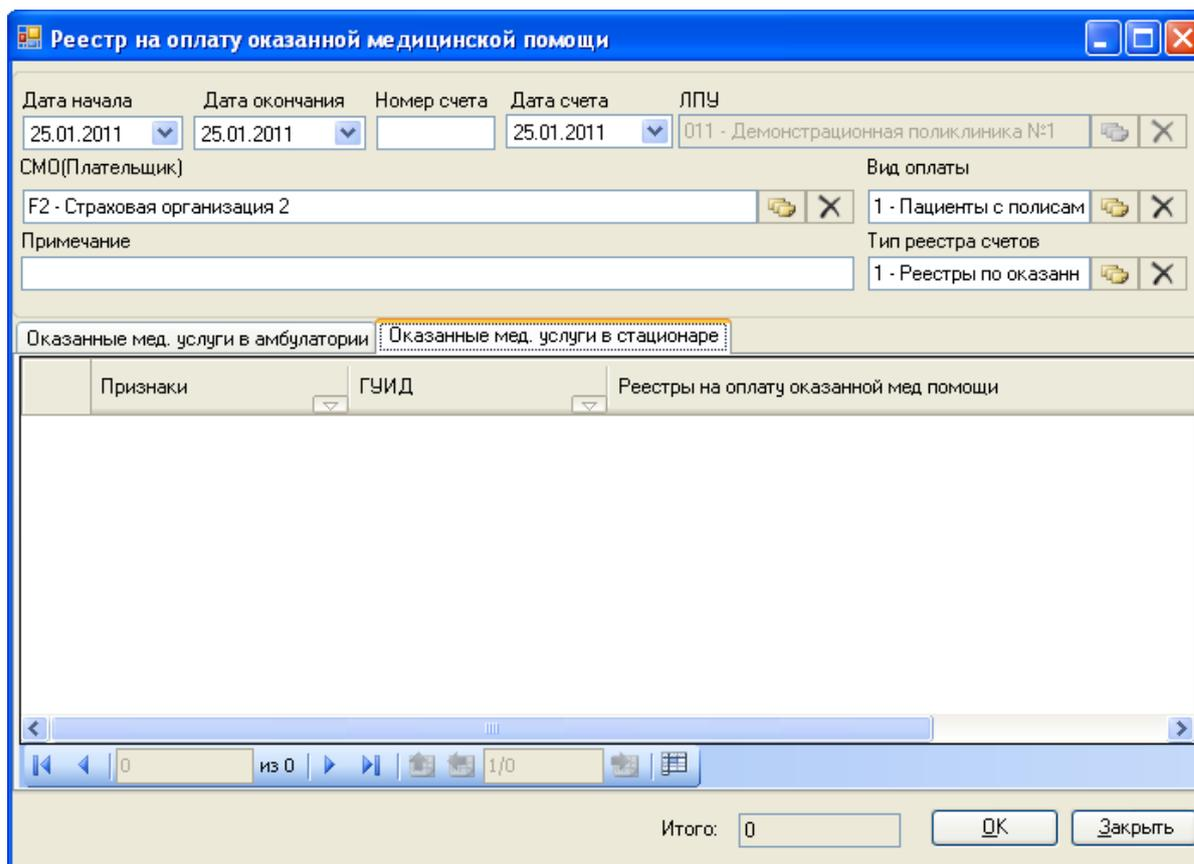 Реестр на оплату оказанной медицинской помощи
Дата начала Дата окончания Номер счета Дата счета ЛПУ
25.01.2011 25.01.2011 25.01.2011 011 - Демонстрационная поликлиника №1
СМО(Плательщик) Вид оплаты
F2 - Страховая организация 2 1 - Пациенты с полисам
Примечание Тип реестра счетов
1 - Реестры по оказанн
Оказанные мед. услуги в амбулатории Оказанные мед. услуги в стационаре
Признаки ГУИД Реестры на оплату оказанной мед помощи
0 из 0 1/0
Итого: 0 OK Закрыть